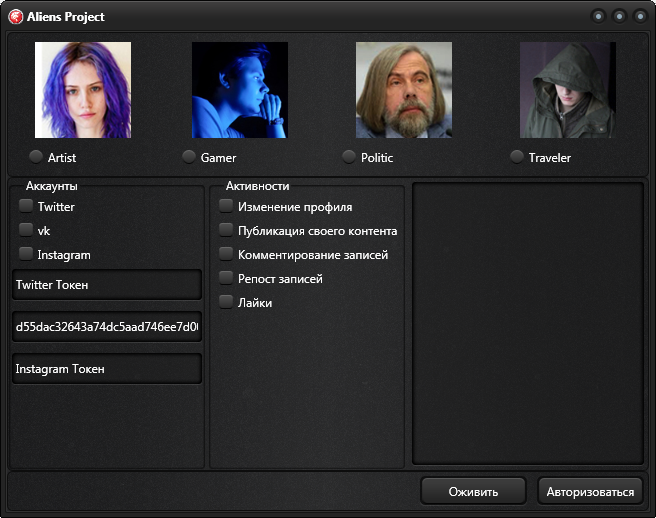 Aliens Project
Artist
Gamer
Politic
Traveler
Аккаунты
Twitter
vk
Instagram
Twitter Токен
d55dac32643a74dc5aad746ee7d0
Instagram Токен
Активности
Изменение профиля
Публикация своего контента
Комментирование записей
Репост записей
Лайки
Оживить
Авторизоваться